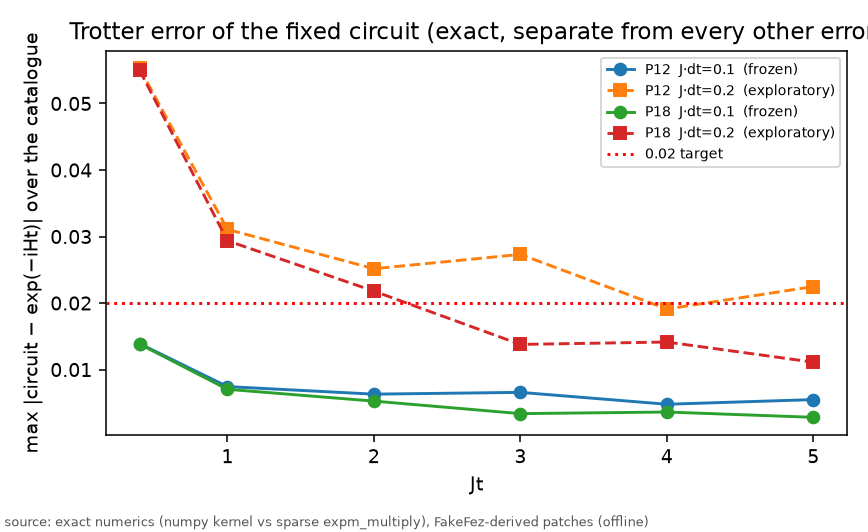 Trotter error of the fixed circuit (exact, separate from every other erro
max |circuit − exp(−iHt)| over the catalogue
0.05
0.04
0.03
0.02
0.01
P12 J·dt=0.1 (frozen)
P12 J·dt=0.2 (exploratory)
P18 J·dt=0.1 (frozen)
P18 J·dt=0.2 (exploratory)
0.02 target
1 2 3 4 5
Jt
source: exact numerics (numpy kernel vs sparse expm_multiply), FakeFez-derived patches (offline)